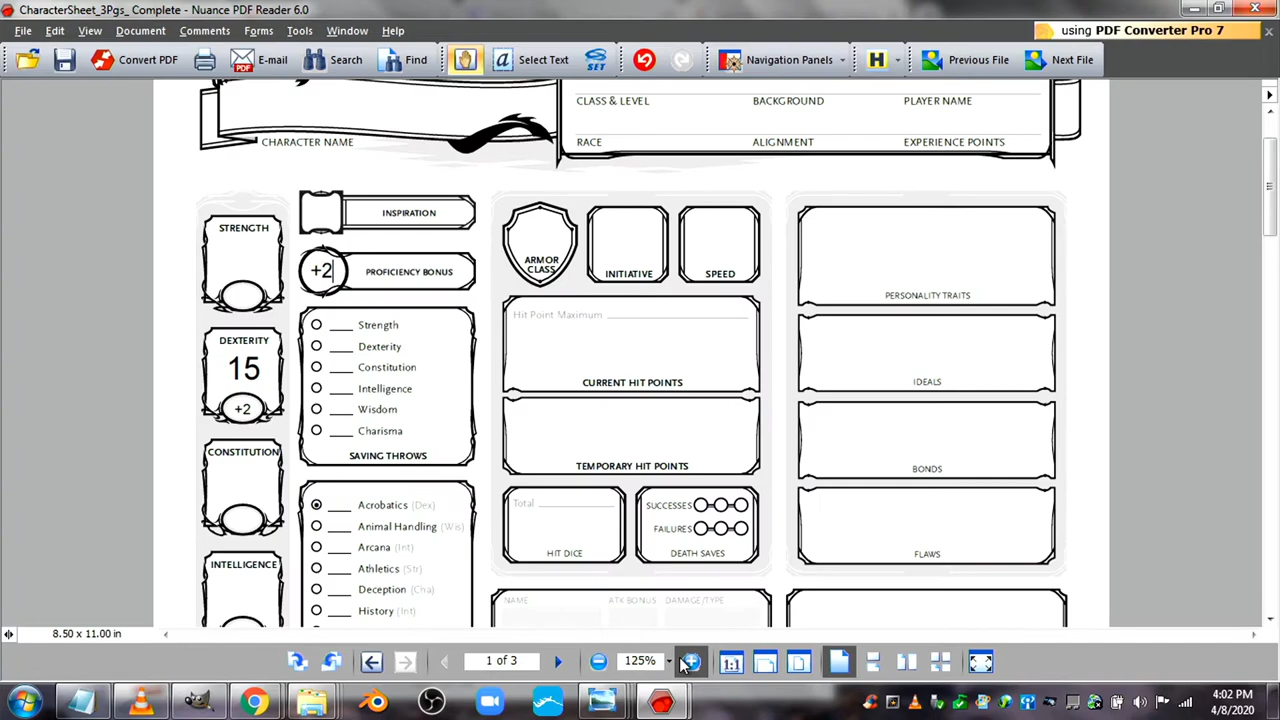 CharacterSheet_3Pgs_ Complete - Nuance PDF Reader 6.0
File Edit View Document Comments Forms Tools Window Help
using PDF Converter Pro 7
Convert PDF PDF E-mail Search Find a Select Text SET Navigation Panels H Previous File Next File
CLASS & LEVEL BACKGROUND PLAYER NAME
CHARACTER NAME RACE ALIGNMENT EXPERIENCE POINTS
INSPIRATION
STRENGTH
+2 PROFICIENCY BONUS
ARMOR CLASS INITIATIVE SPEED
PERSONALITY TRAITS
Hit Point Maximum
CURRENT HIT POINTS
IDEALS
Strength
Dexterity
Constitution
Intelligence
Wisdom
Charisma
SAVING THROWS
DEXTERITY
15
+2
CONSTITUTION
TEMPORARY HIT POINTS
BONDS
Total
HIT DICE
SUCCESSES
FAILURES
DEATH SAVES
FLAWS
Acrobatics (Dex)
Animal Handling (Wis)
Arcana (Int)
Athletics (Str)
Deception (Cha)
History (Int)
INTELLIGENCE
NAME ATK BONUS DAMAGE/TYPE
8.50 x 11.00 in
1 of 3 125% 1:1
4:02 PM
4/8/2020